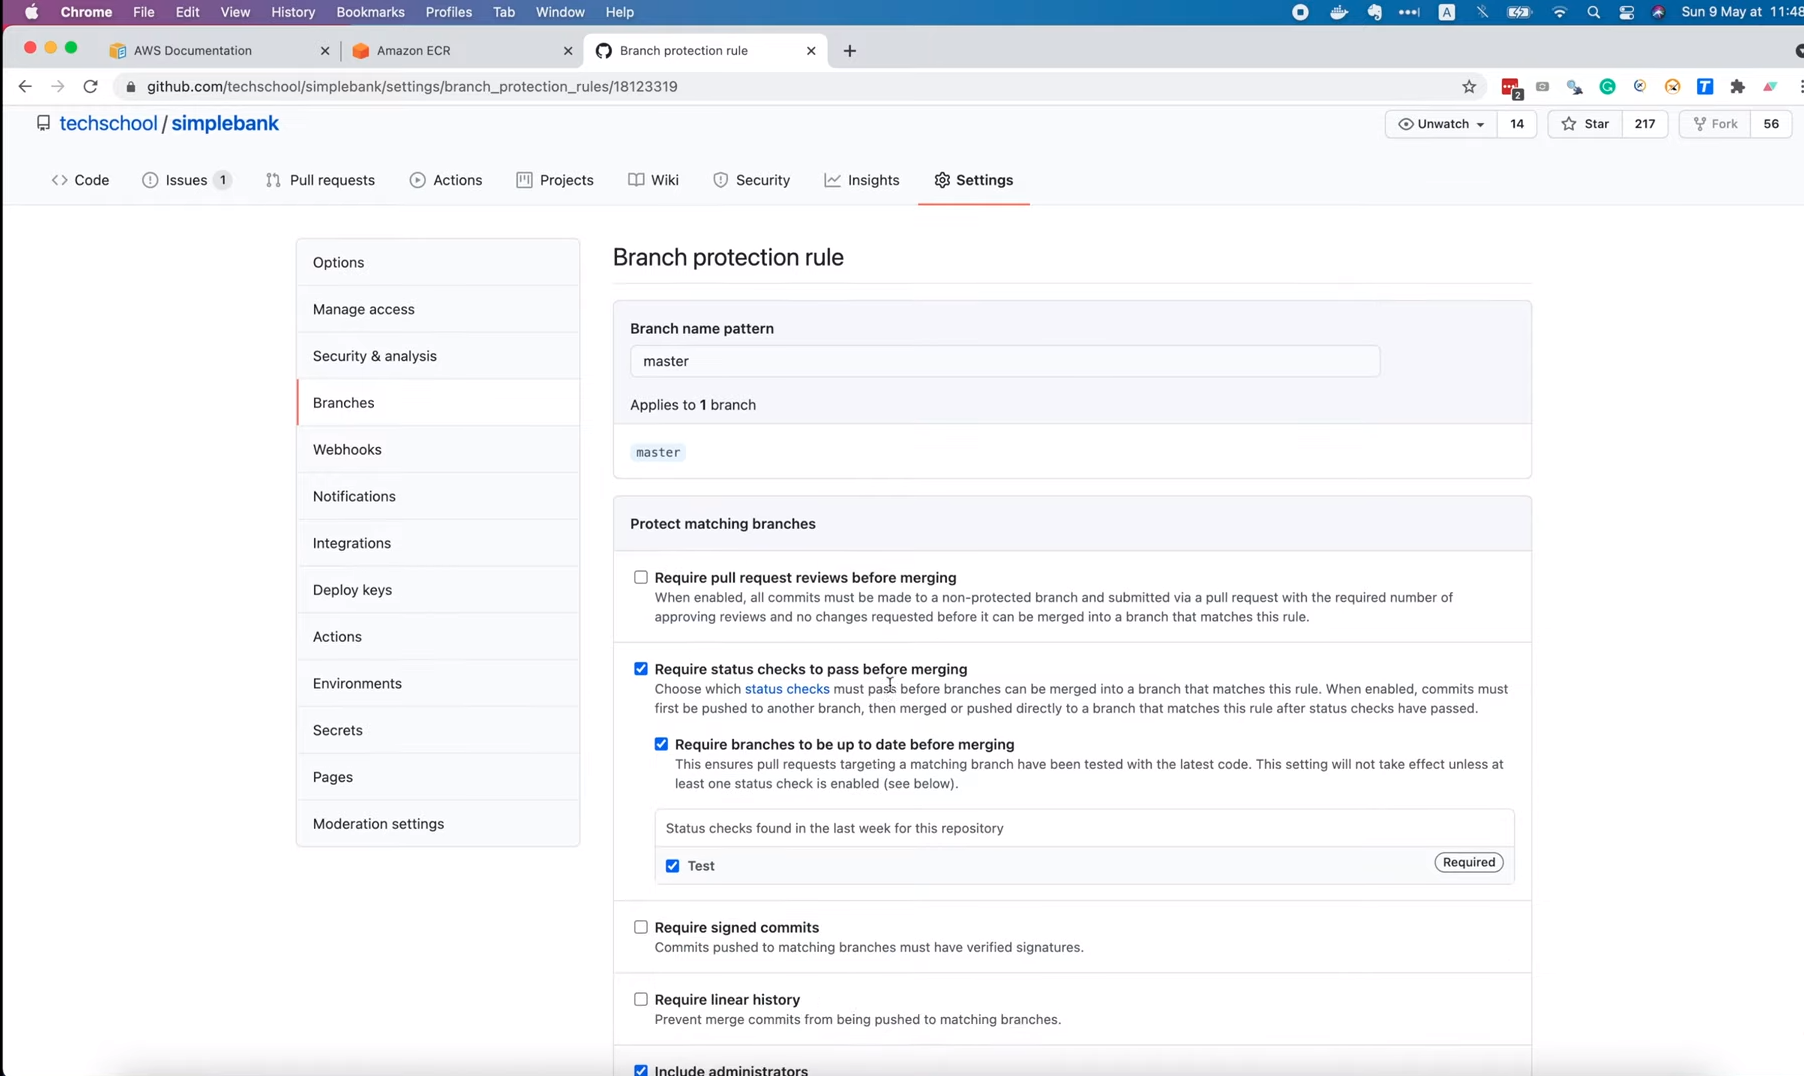 Chrome File Edit View History Bookmarks Profiles Tab Window Help A Sun 9 May at 11:48
AWS Documentation Amazon ECR Branch protection rule
github.com/techschool/simplebank/settings/branch_protection_rules/18123319 2 T
techschool / simplebank Unwatch 14 Star 217 Fork 56
Code Issues 1 Pull requests Actions Projects Wiki Security Insights Settings
Options
Manage access
Security & analysis
Branches
Webhooks
Notifications
Integrations
Deploy keys
Actions
Environments
Secrets
Pages
Moderation settings
Branch protection rule
Branch name pattern
master
Applies to 1 branch
master
Protect matching branches
Require pull request reviews before merging
When enabled, all commits must be made to a non-protected branch and submitted via a pull request with the required number of
approving reviews and no changes requested before it can be merged into a branch that matches this rule.
Require status checks to pass before merging
Choose which status checks must pass before branches can be merged into a branch that matches this rule. When enabled, commits must
first be pushed to another branch, then merged or pushed directly to a branch that matches this rule after status checks have passed.
Require branches to be up to date before merging
This ensures pull requests targeting a matching branch have been tested with the latest code. This setting will not take effect unless at
least one status check is enabled (see below).
Status checks found in the last week for this repository
Test Required
Require signed commits
Commits pushed to matching branches must have verified signatures.
Require linear history
Prevent merge commits from being pushed to matching branches.
Include administrators